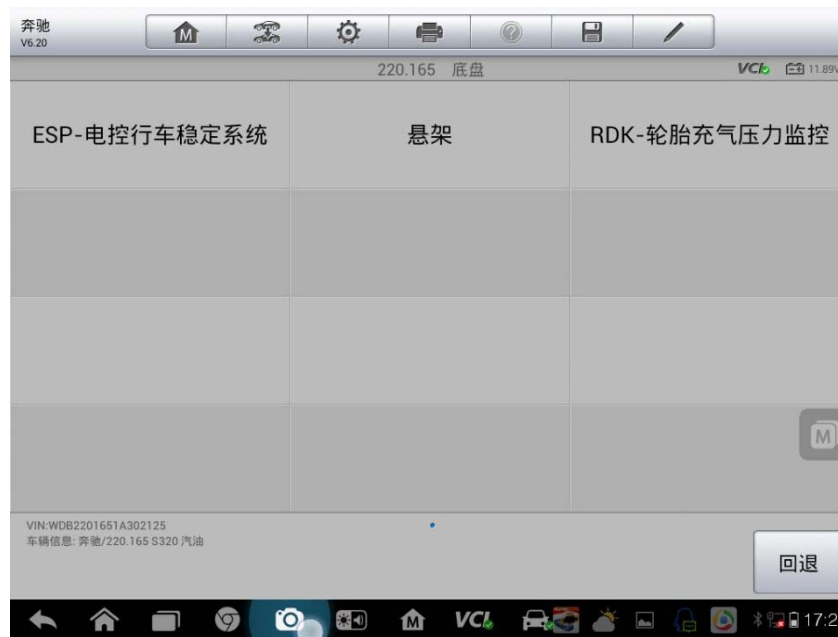 奔驰
V6.20
M
220.165 底盘
VCI 11.89V
ESP-电控行车稳定系统
悬架
RDK-轮胎充气压力监控
M
VIN:WDB2201651A302125
车辆信息: 奔驰/220.165 S320 汽油
回退
M
VCI
17:2